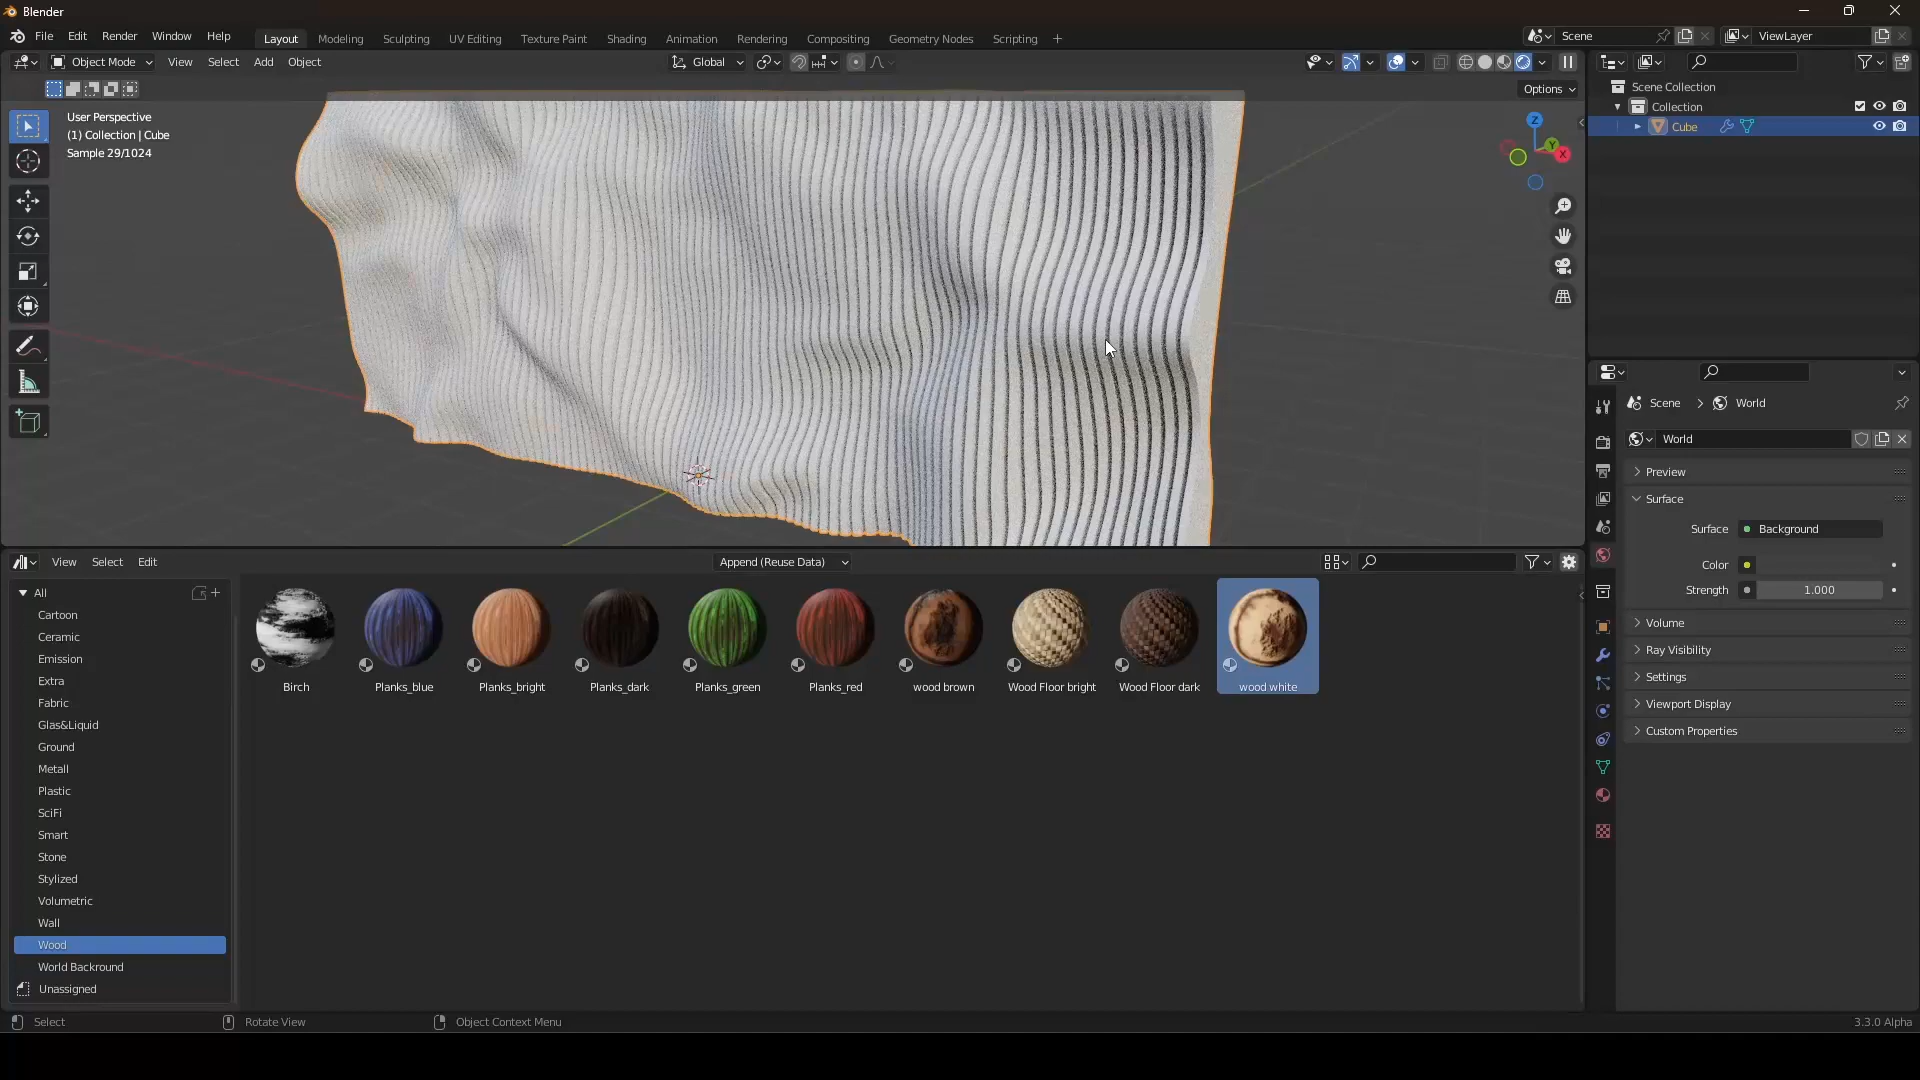 Blender
File Edit Render Window Help Layout Modeling Sculpting UV Editing Texture Paint Shading Animation Rendering Compositing Geometry Nodes Scripting + Scene ViewLayer
Object Mode View Select Add Object Global
Options
User Perspective
(1) Collection | Cube
Sample 29/1024
Z
Y
X
Scene Collection
Collection
Cube
Scene > World
World
Preview
Surface
Surface Background
Color
Strength 1.000
Volume
Ray Visibility
Settings
Viewport Display
Custom Properties
View Select Edit Append (Reuse Data)
All
Cartoon
Ceramic
Emission
Extra
Fabric
Glas&Liquid
Ground
Metall
Plastic
SciFi
Smart
Stone
Stylized
Volumetric
Wall
Wood
World Backround
Unassigned
Birch Planks_blue Planks_bright Planks_dark Planks_green Planks_red wood brown Wood Floor bright Wood Floor dark wood white
Select Rotate View Object Context Menu 3.3.0 Alpha